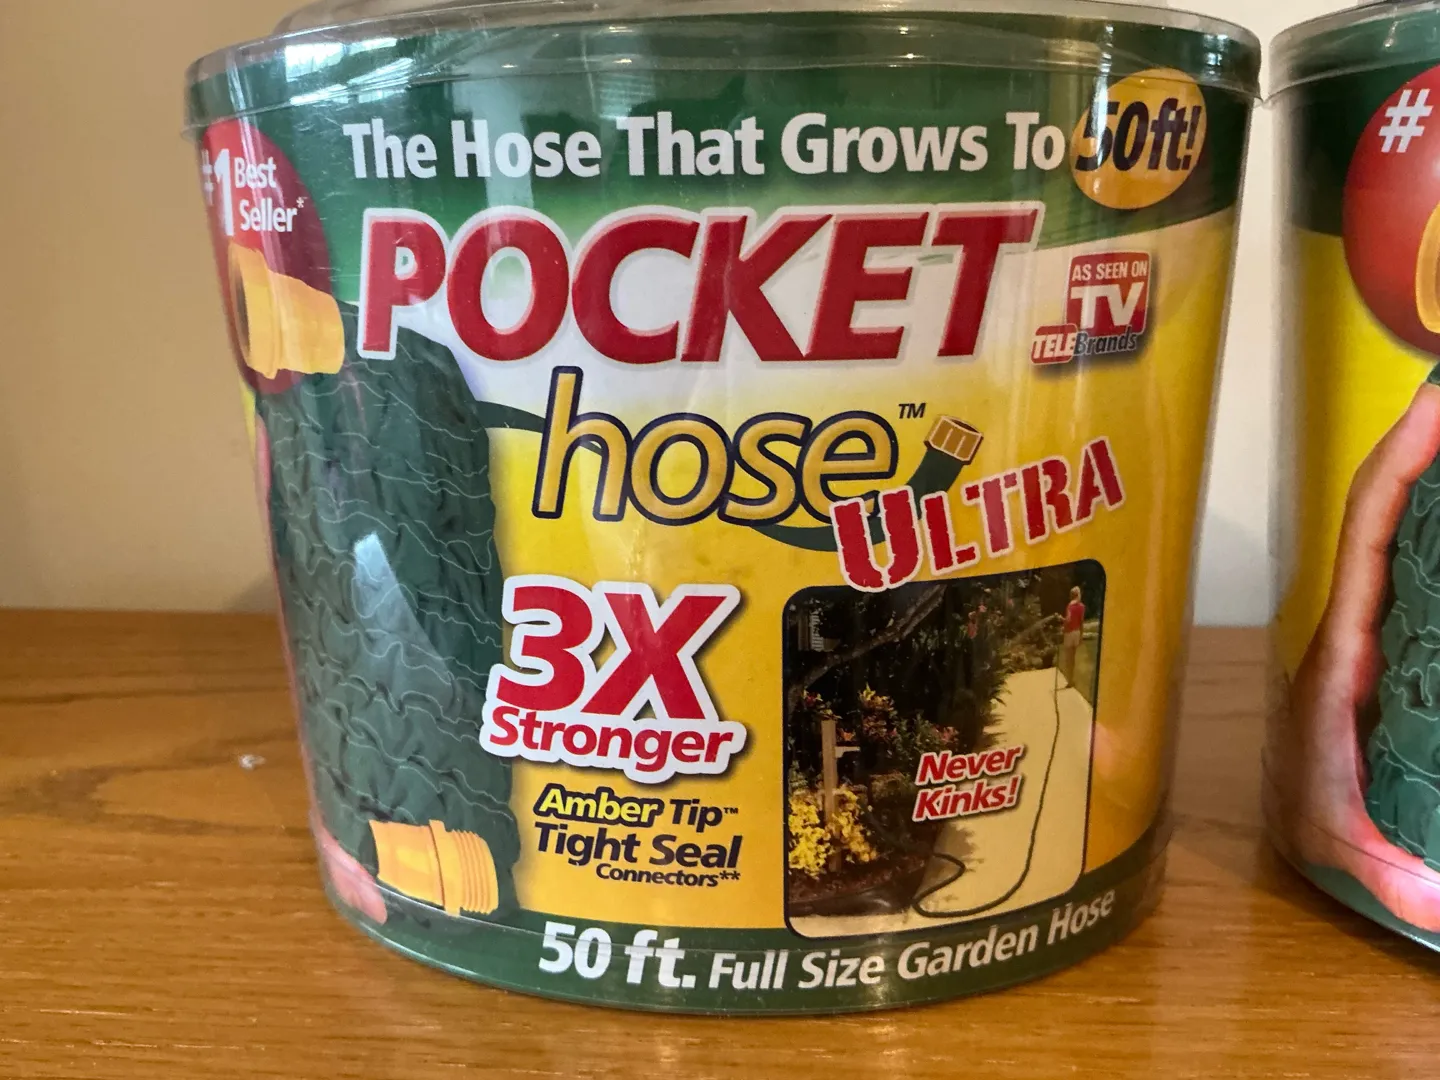 The Hose That Grows To 50ft!
#1 Best
Seller*
POCKET
AS SEEN ON
TV
TELEBrands
hose™
ULTRA
3X
Stronger
Never
Kinks!
Amber Tip™
Tight Seal
Connectors**
50 ft. Full Size Garden Hose
#